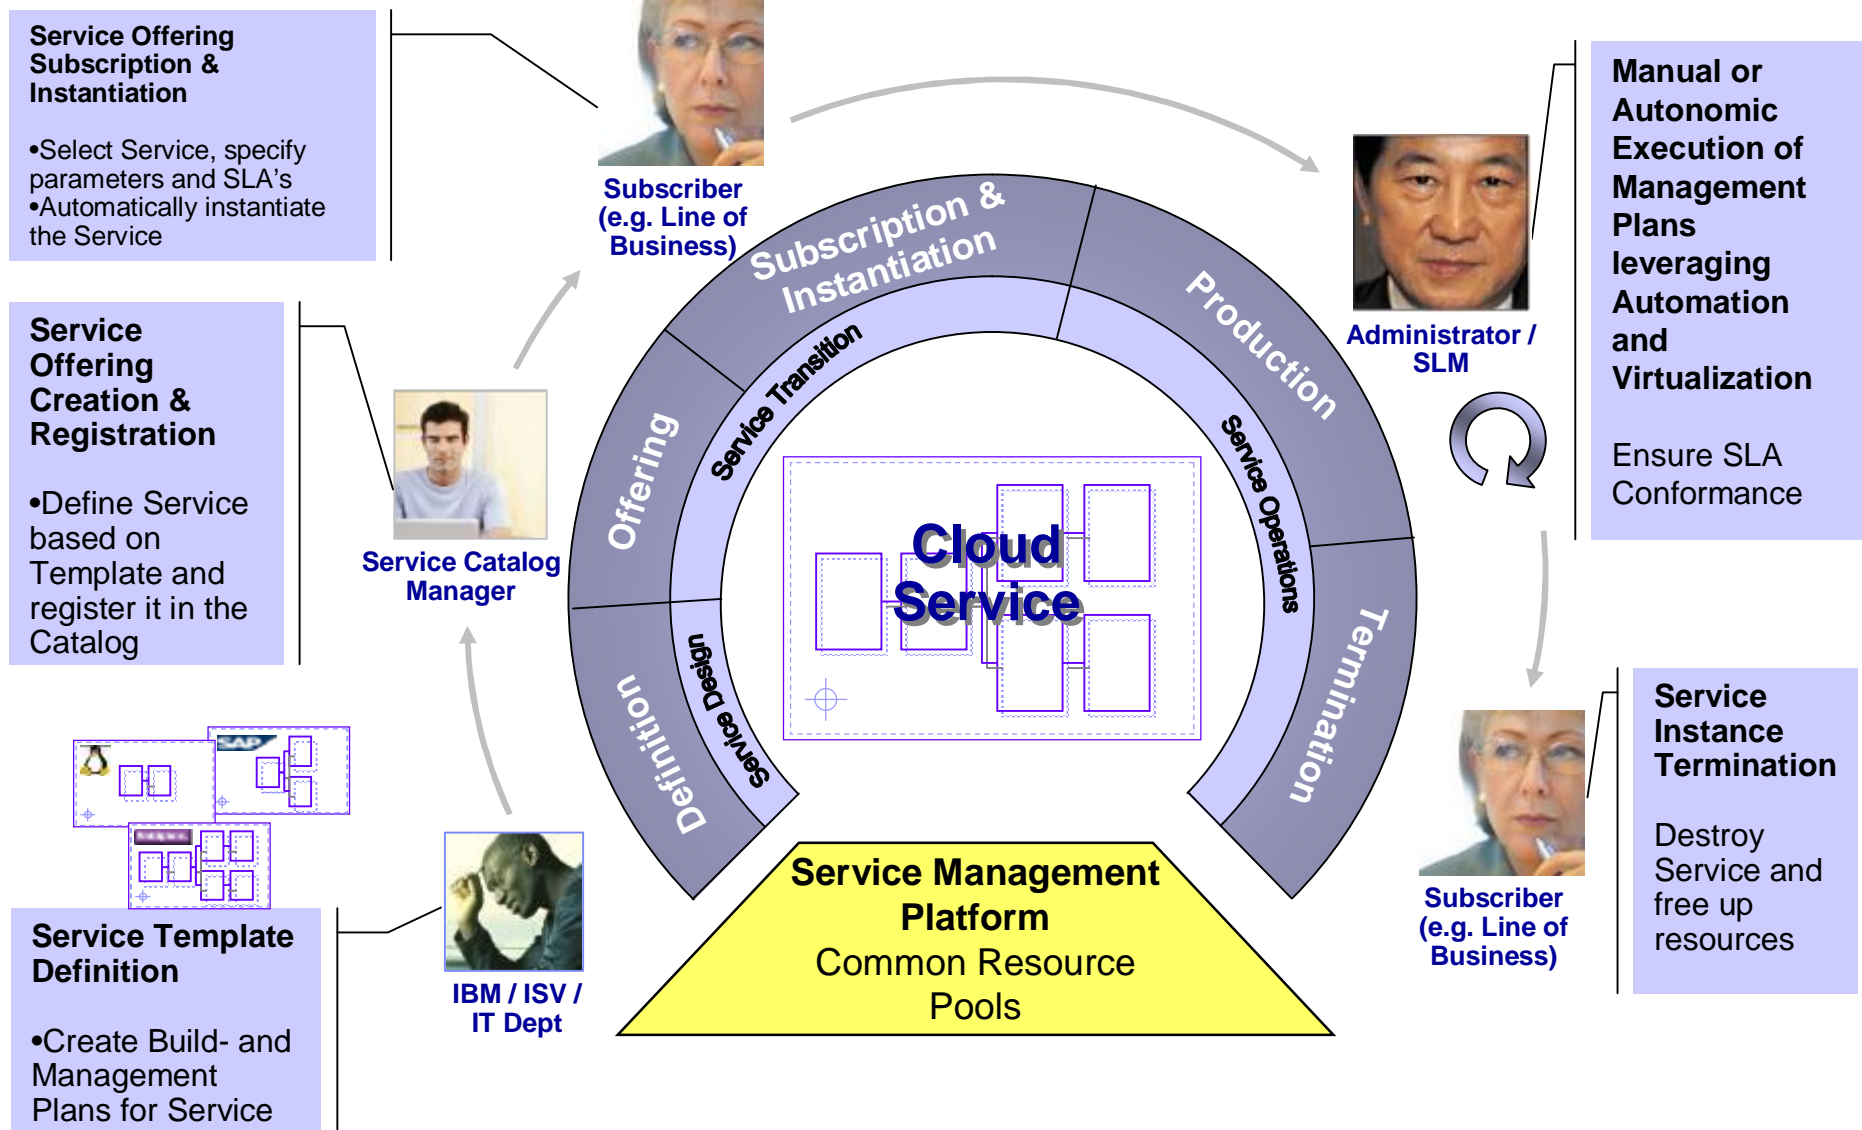 Service Offering
Subscription &
Instantiation
•Select Service, specify
parameters and SLA's
•Automatically instantiate
the Service
Subscriber
(e.g. Line of
Business)
Manual or
Autonomic
Execution of
Management
Plans
leveraging
Automation
and
Virtualization
Ensure SLA
Conformance
Administrator /
SLM
Service
Offering
Creation &
Registration
•Define Service
based on
Template and
register it in the
Catalog
Service Catalog
Manager
Subscription &
Instantiation
Production
Offering
Service Transition
Service Operations
Cloud
Service
Definition
Service Design
Termination
SAP
Service Template
Definition
•Create Build- and
Management
Plans for Service
IBM / ISV /
IT Dept
Service Management
Platform
Common Resource
Pools
Subscriber
(e.g. Line of
Business)
Service
Instance
Termination
Destroy
Service and
free up
resources